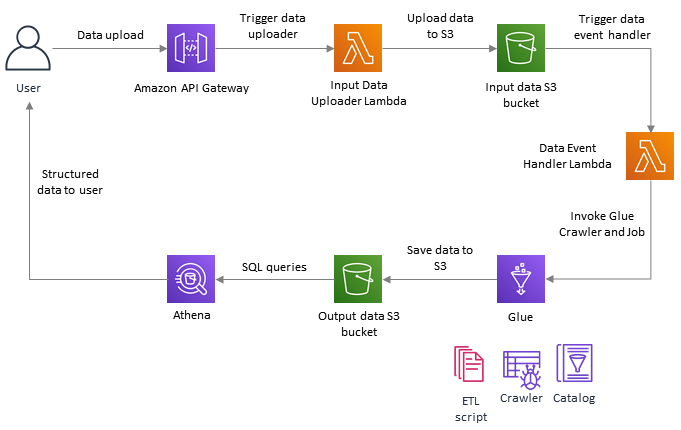 Data upload
Trigger data
uploader
Upload data
to S3
Trigger data
event handler
User
Amazon API Gateway
Input Data
Uploader Lambda
Input data S3
bucket
Data Event
Handler Lambda
Structured
data to user
Invoke Glue
Crawler and Job
SQL queries
Save data to
S3
Athena
Output data S3
bucket
Glue
ETL
script
Crawler
Catalog